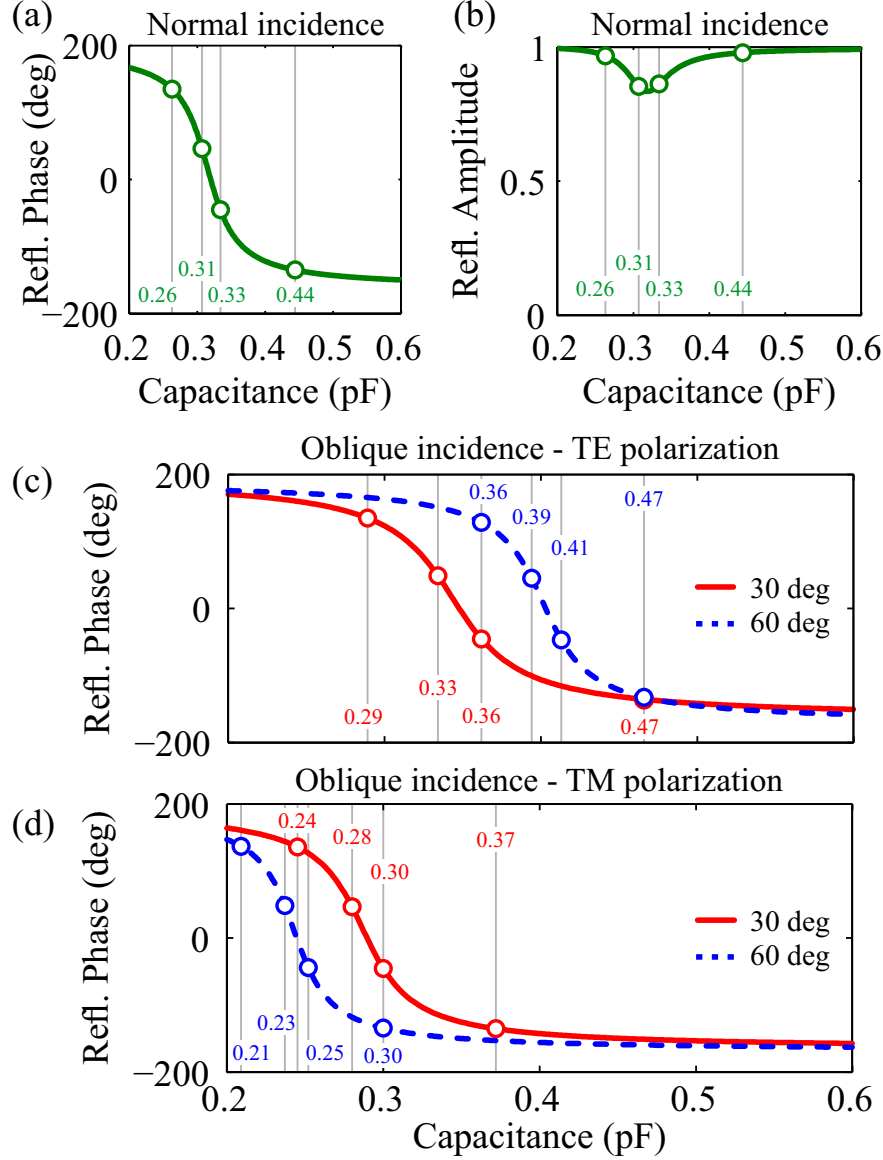 (a)
Normal incidence
200
0
−200
Refl. Phase (deg)
0.26
0.31
0.33
0.44
0.2
0.3
0.4
0.5
0.6
Capacitance (pF)
(b)
Normal incidence
1
0.5
0
Refl. Amplitude
0.26
0.31
0.33
0.44
0.2
0.3
0.4
0.5
0.6
Capacitance (pF)
(c)
Oblique incidence - TE polarization
200
0
−200
Refl. Phase (deg)
0.36
0.39
0.41
0.47
0.29
0.33
0.36
0.47
30 deg
60 deg
(d)
Oblique incidence - TM polarization
200
0
−200
Refl. Phase (deg)
0.24
0.28
0.30
0.37
0.21
0.23
0.25
0.30
30 deg
60 deg
0.2
0.3
0.4
0.5
0.6
Capacitance (pF)